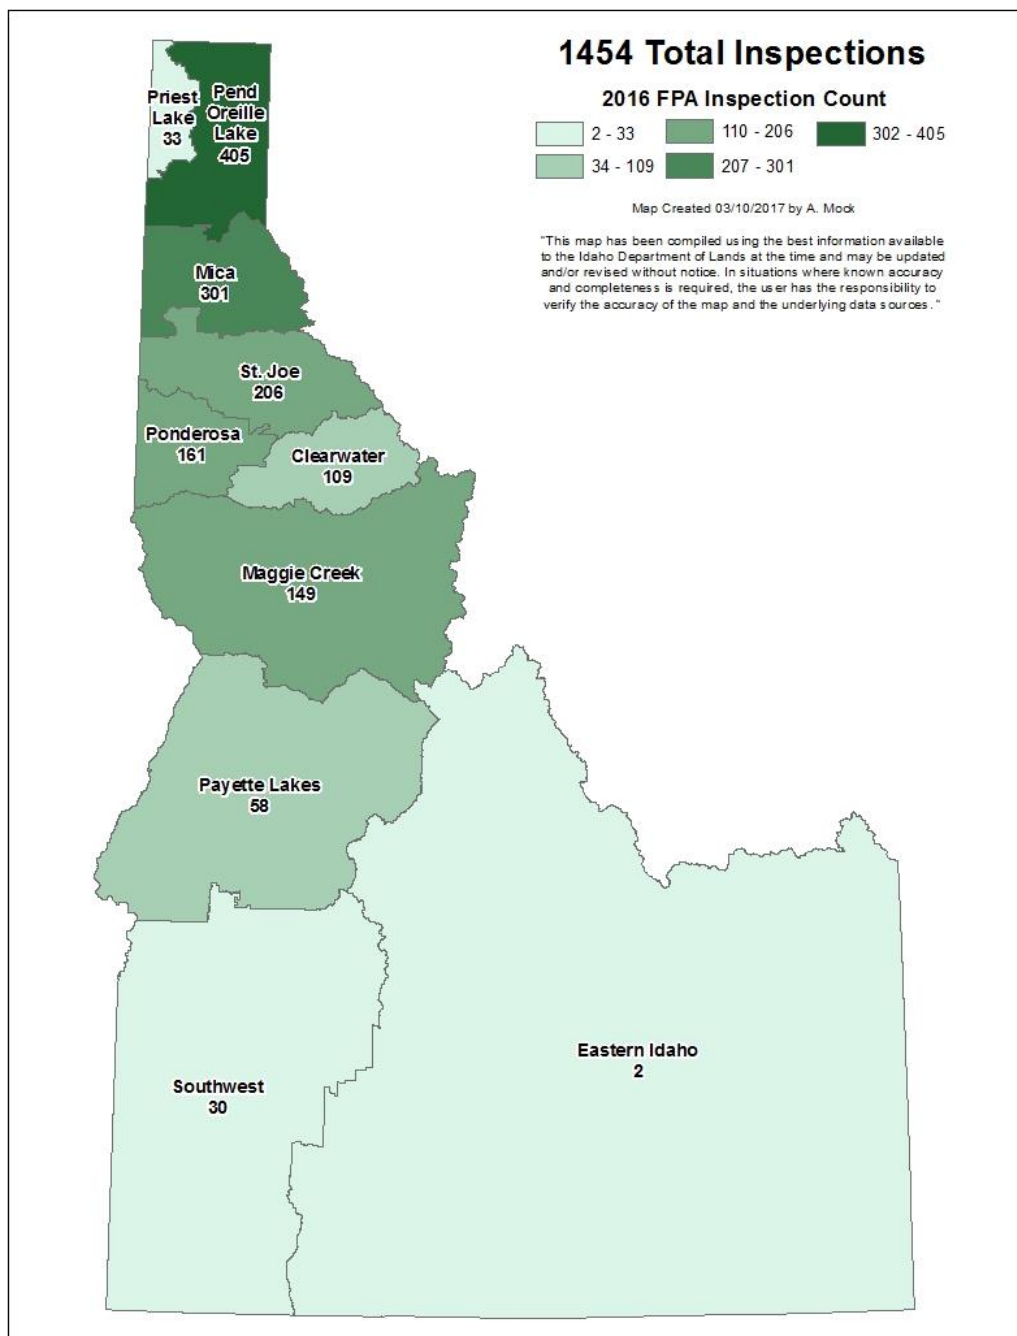 1454 Total Inspections
2016 FPA Inspection Count
2 - 33
110 - 206
302 - 405
34 - 109
207 - 301
Map Created 03/10/2017 by A. Mock
"This map has been compiled using the best information available
to the Idaho Department of Lands at the time and may be updated
and/or revised without notice. In situations where known accuracy
and completeness is required, the user has the responsibility to
verify the accuracy of the map and the underlying data sources."
Priest
Lake
33
Pend
Oreille
Lake
405
Mica
301
St. Joe
206
Ponderosa
161
Clearwater
109
Maggie Creek
149
Payette Lakes
58
Eastern Idaho
2
Southwest
30